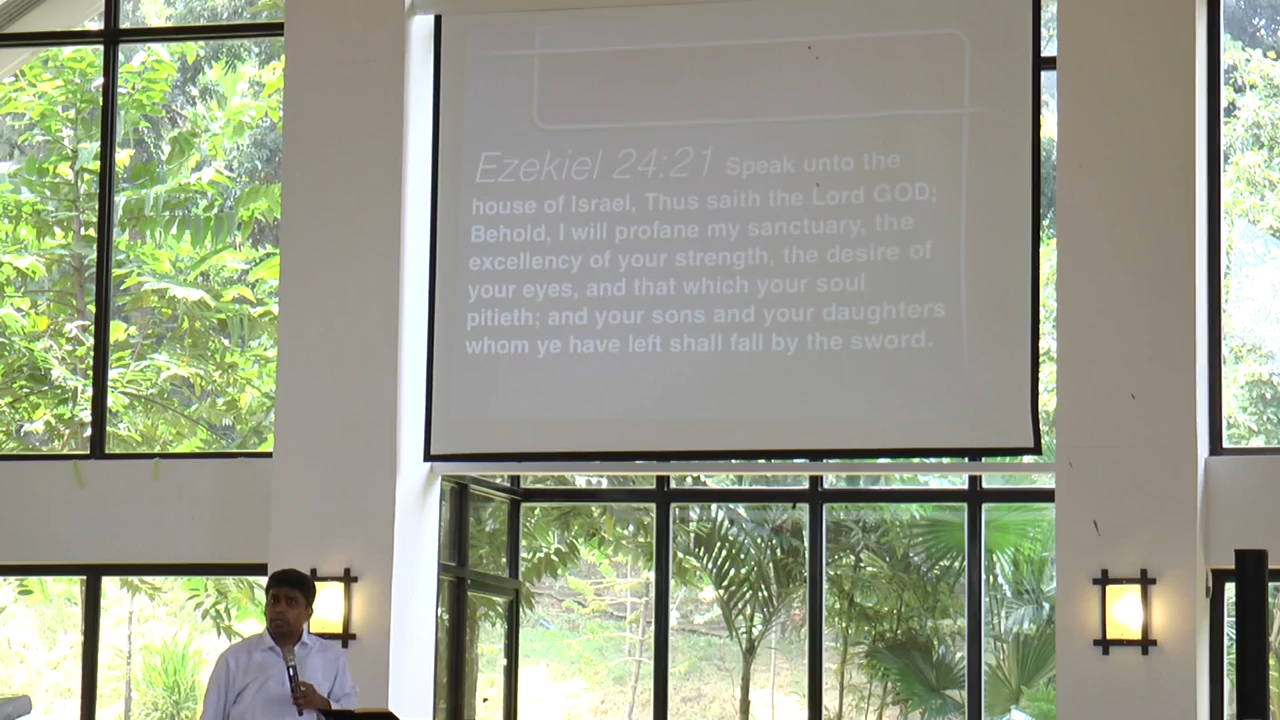 Ezekiel 24:21 Speak unto the
house of Israel, Thus saith the Lord GOD;
Behold, I will profane my sanctuary, the
excellency of your strength, the desire of
your eyes, and that which your soul
pitieth; and your sons and your daughters
whom ye have left shall fall by the sword.